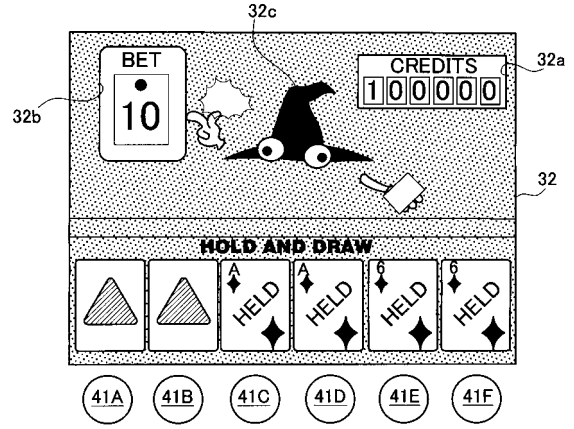 32c
BET
10
CREDITS
100000
32a
32b
32
HOLD AND DRAW
A
HELD
A
HELD
6
HELD
6
HELD
41A
41B
41C
41D
41E
41F